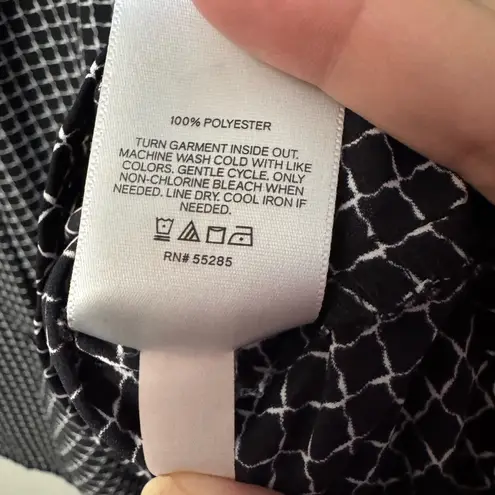 100% POLYESTER
TURN GARMENT INSIDE OUT.
MACHINE WASH COLD WITH LIKE
COLORS. GENTLE CYCLE. ONLY
NON-CHLORINE BLEACH WHEN
NEEDED. LINE DRY. COOL IRON IF
NEEDED.
RN# 55285